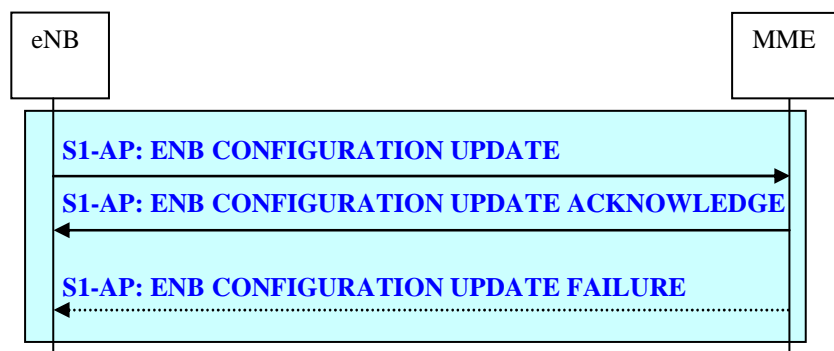 eNB
MME
S1-AP: ENB CONFIGURATION UPDATE
S1-AP: ENB CONFIGURATION UPDATE ACKNOWLEDGE
S1-AP: ENB CONFIGURATION UPDATE FAILURE